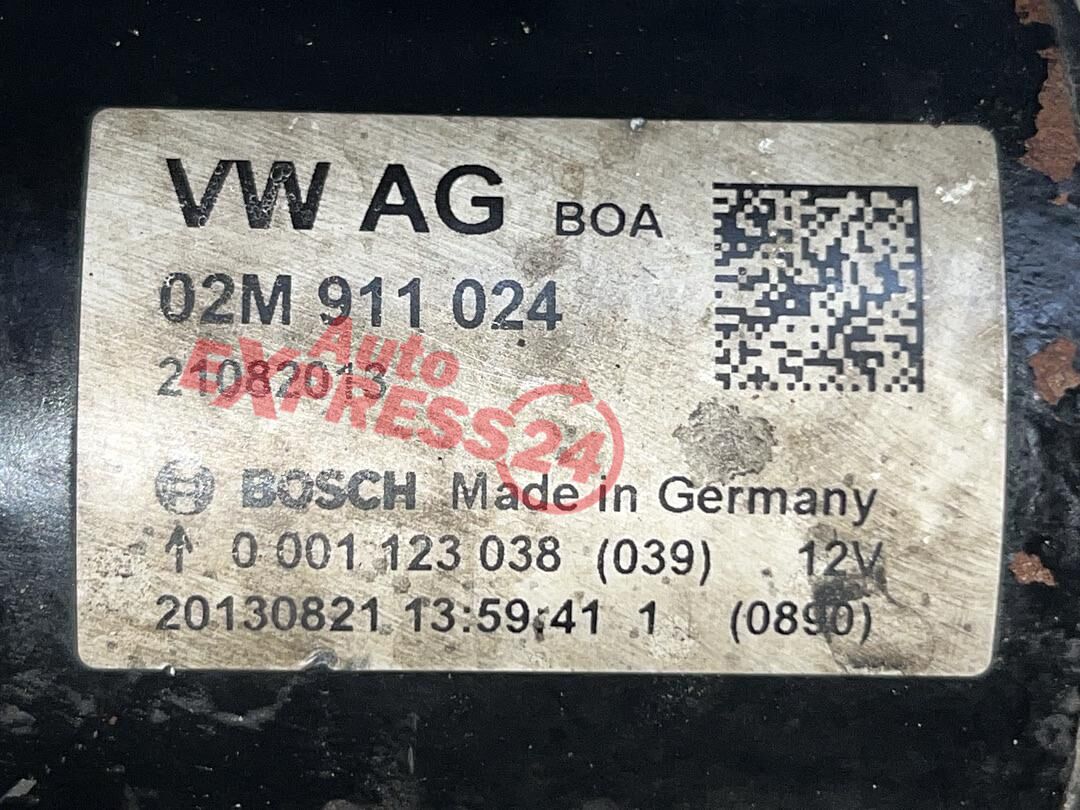 VW AG BOA
02M 911 024
21082013
Auto
EXPRESS24
BOSCH Made in Germany
↑ 0 001 123 038 (039) 12V
20130821 13:59:41 1 (0890)